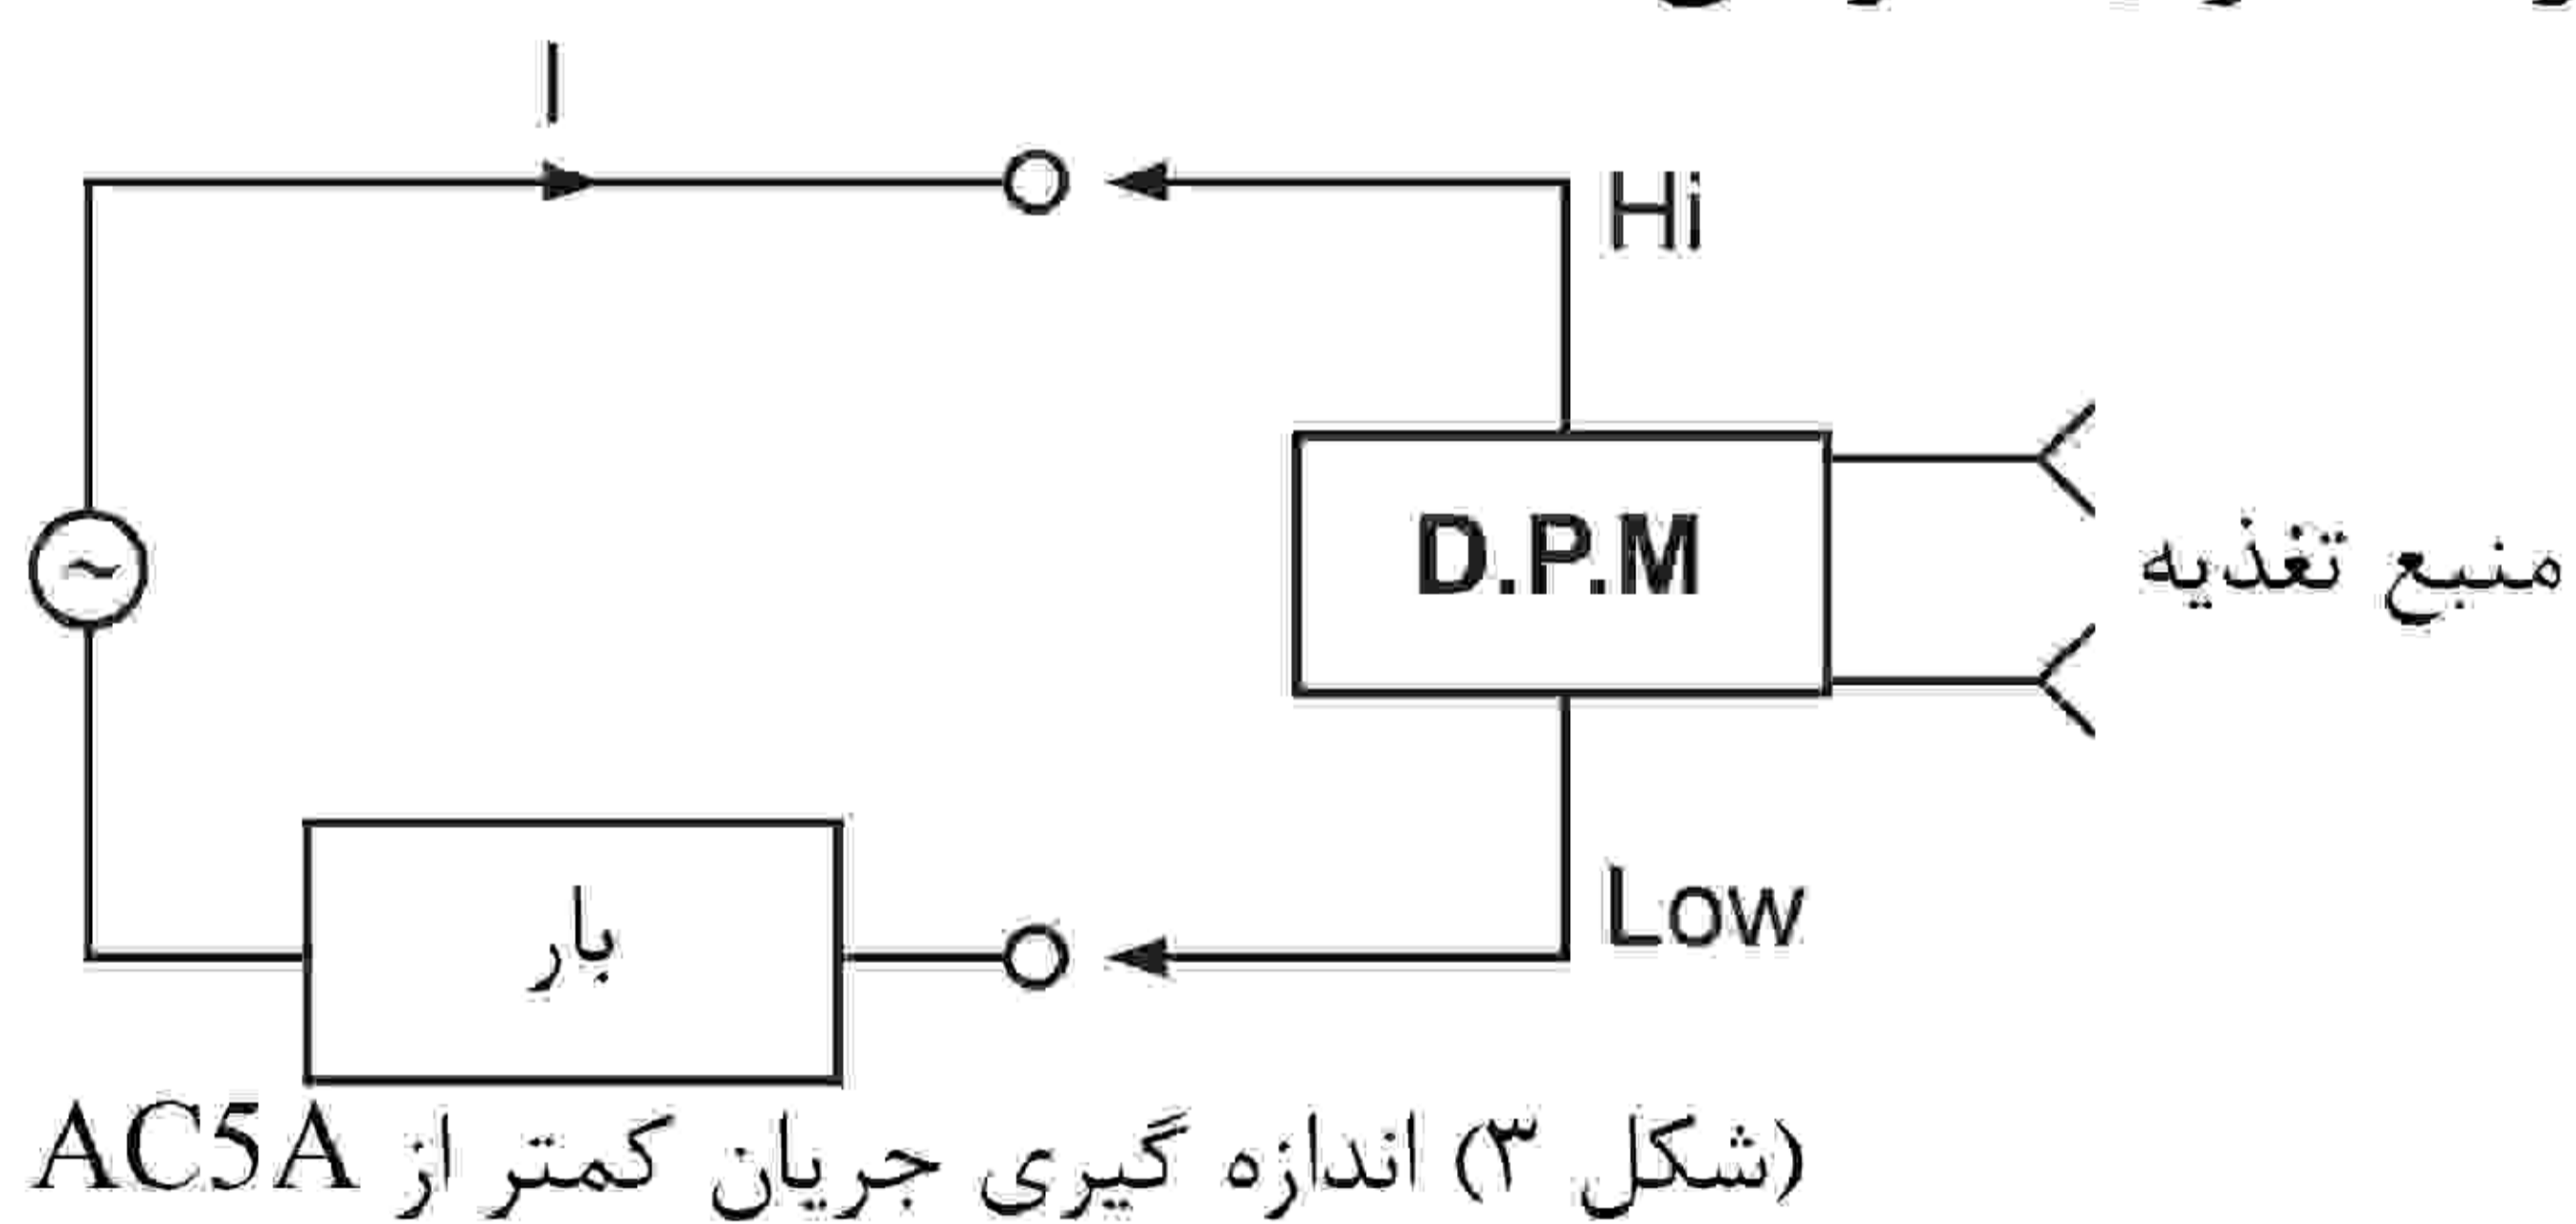 I
Hi
D.P.M
منبع تغذیه
Low
بار
(شکل ۳) اندازه گیری جریان کمتر از AC5A